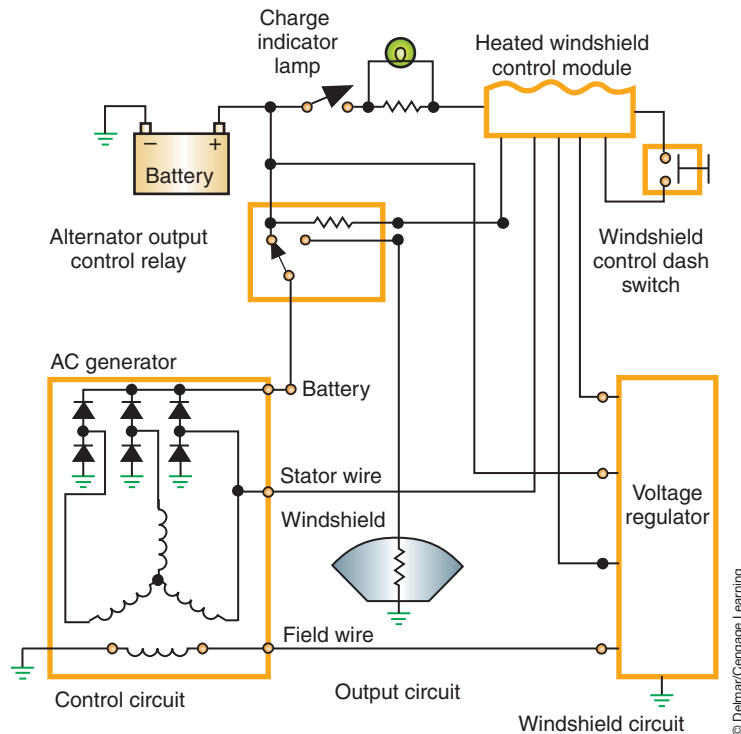 Charge
indicator
lamp
Heated windshield
control module
− +
Battery
Alternator output
control relay
Windshield
control dash
switch
AC generator
Battery
Stator wire
Windshield
Voltage
regulator
Field wire
Control circuit
Output circuit
Windshield circuit
© Delmar/Cengage Learning